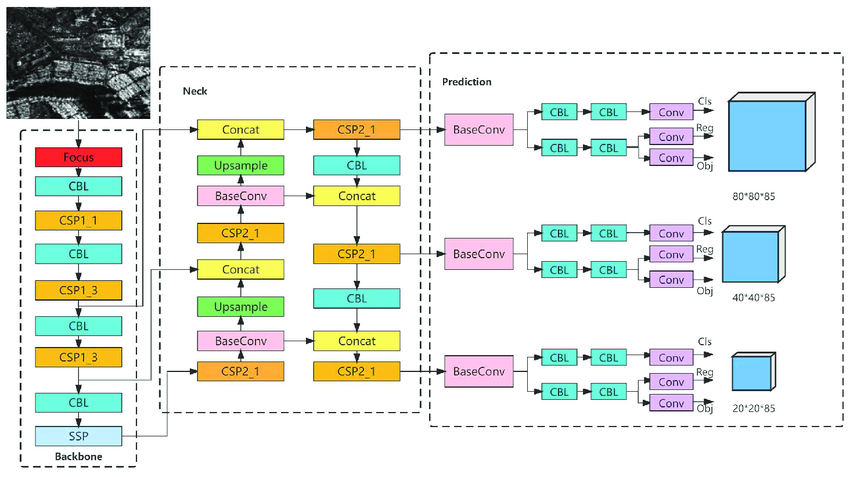 Focus
CBL
CSP1_1
CBL
CSP1_3
CBL
CSP1_3
CBL
SSP
Backbone
Neck
Concat
Upsample
BaseConv
CSP2_1
Concat
Upsample
BaseConv
CSP2_1
CSP2_1
CBL
Concat
CSP2_1
CBL
Concat
CSP2_1
Prediction
BaseConv
CBL
CBL
Conv
Cls
CBL
CBL
Conv
Reg
Conv
Obj
80*80*85
BaseConv
CBL
CBL
Conv
Cls
CBL
CBL
Conv
Reg
Conv
Obj
40*40*85
BaseConv
CBL
CBL
Conv
Cls
CBL
CBL
Conv
Reg
Conv
Obj
20*20*85